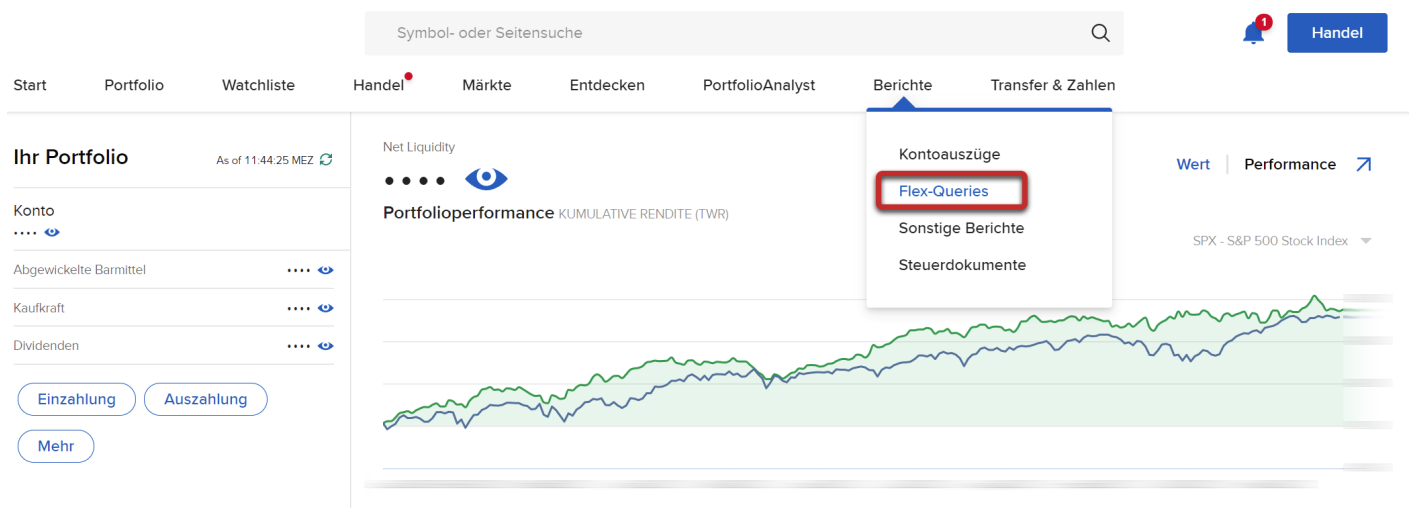 Symbol- oder Seitensuche
1
Handel
Start Portfolio Watchliste Handel Märkte Entdecken PortfolioAnalyst Berichte Transfer & Zahlen
Ihr Portfolio As of 11:44:25 MEZ
Konto
••••
Abgewickelte Barmittel ••••
Kaufkraft ••••
Dividenden ••••
Einzahlung Auszahlung
Mehr
Net Liquidity
••••
Portfolioperformance KUMULATIVE RENDITE (TWR)
Kontoauszüge
Flex-Queries
Sonstige Berichte
Steuerdokumente
Wert Performance
SPX - S&P 500 Stock Index